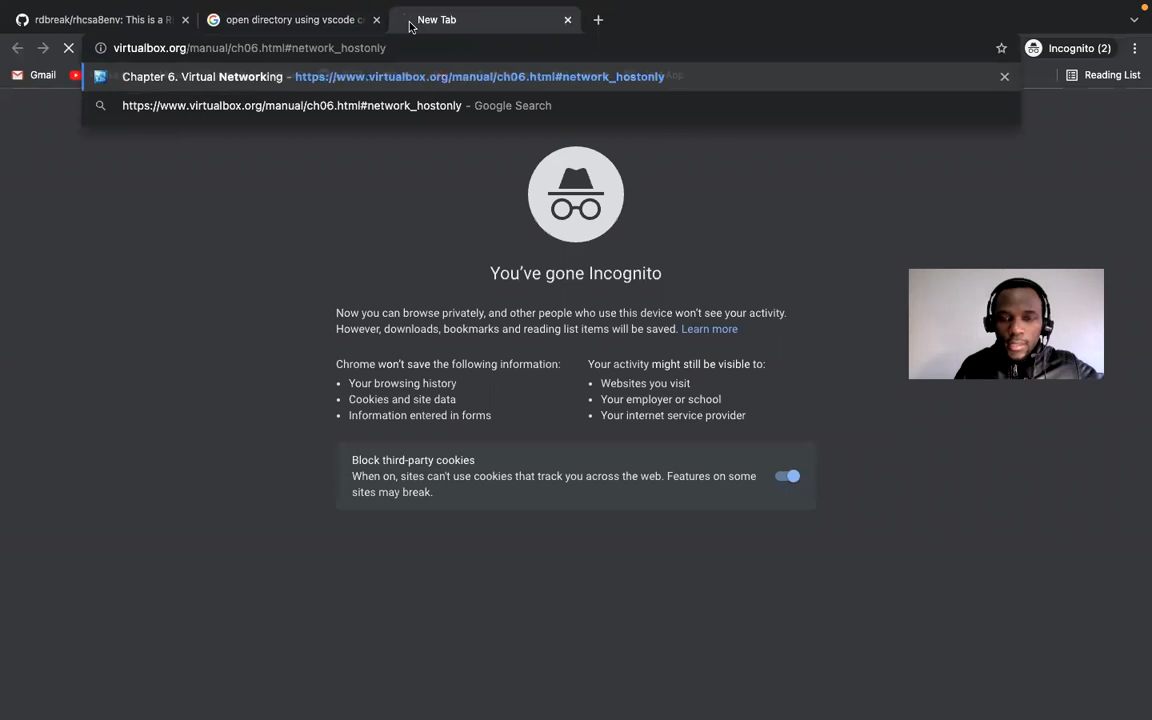 rdbreak/rhcsa8env: This is a R
open directory using vscode c
New Tab
virtualbox.org/manual/ch06.html#network_hostonly
Incognito (2)
Gmail
Reading List
Chapter 6. Virtual Networking - https://www.virtualbox.org/manual/ch06.html#network_hostonly
https://www.virtualbox.org/manual/ch06.html#network_hostonly - Google Search
You've gone Incognito
Now you can browse privately, and other people who use this device won't see your activity.
However, downloads, bookmarks and reading list items will be saved. Learn more
Chrome won't save the following information:
• Your browsing history
• Cookies and site data
• Information entered in forms
Your activity might still be visible to:
• Websites you visit
• Your employer or school
• Your internet service provider
Block third-party cookies
When on, sites can't use cookies that track you across the web. Features on some
sites may break.